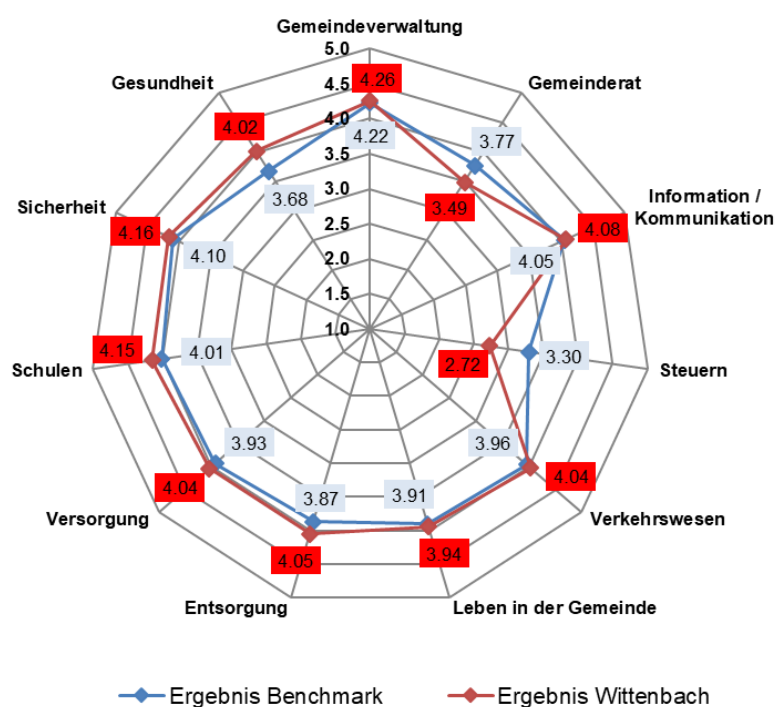 Gemeindeverwaltung
5.0
Gesundheit
4.26
Gemeinderat
4.5
4.02
4.0
4.22
3.77
3.5
3.68
3.0
3.49
Sicherheit
Information /
Kommunikation
4.16
4.10
2.5
4.05
4.08
2.0
1.5
1.0
Schulen
4.15
4.01
2.72
3.30
Steuern
3.93
3.96
Versorgung
4.04
4.04
Verkehrswesen
3.87
3.91
4.05
3.94
Entsorgung
Leben in der Gemeinde
Ergebnis Benchmark
Ergebnis Wittenbach